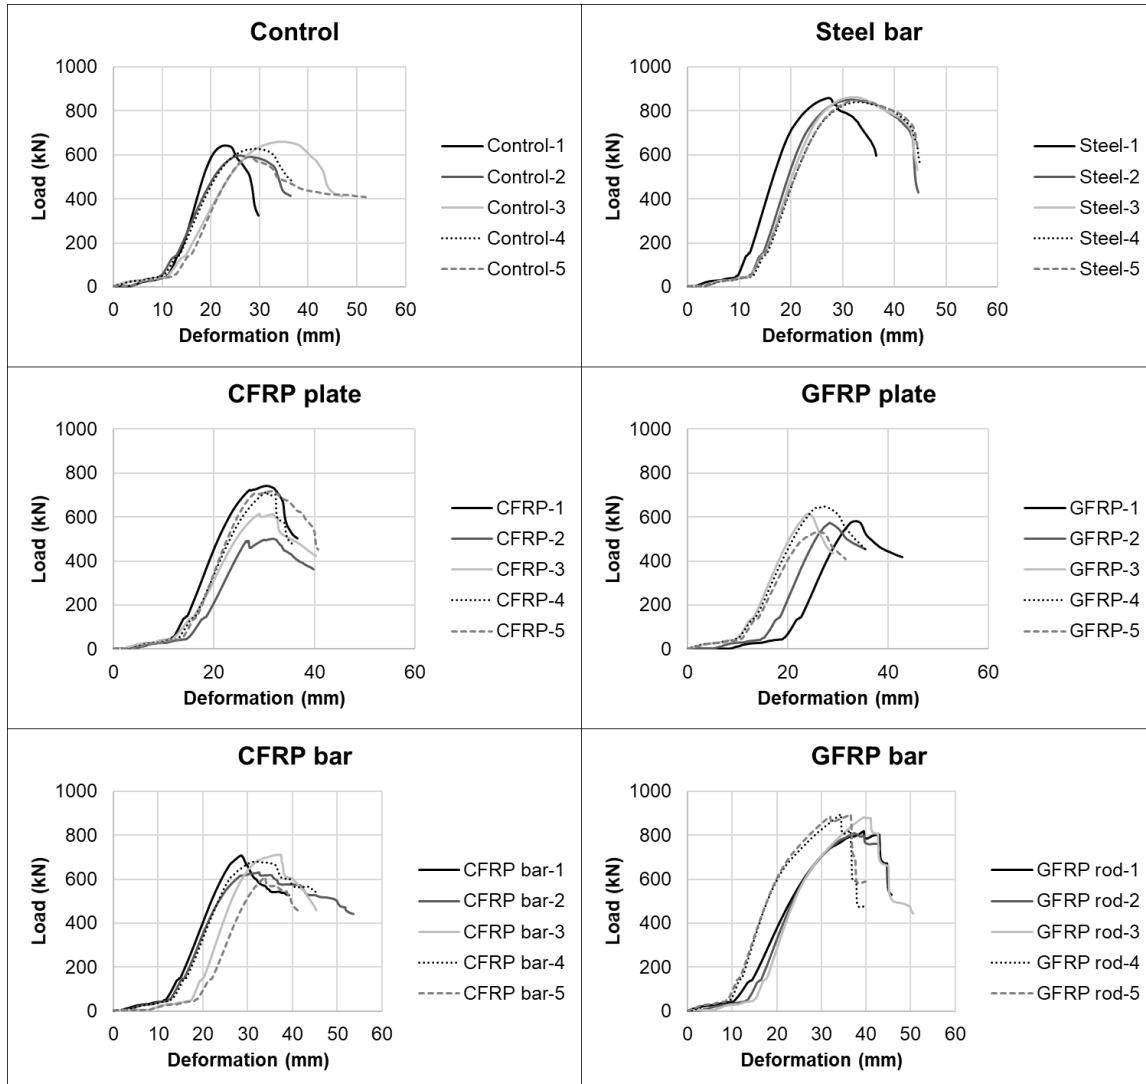 Control
1000
800
600
400
200
0
Load (kN)
0 10 20 30 40 50 60
Deformation (mm)
Control-1
Control-2
Control-3
Control-4
Control-5
Steel bar
1000
800
600
400
200
0
Load (kN)
0 10 20 30 40 50 60
Deformation (mm)
Steel-1
Steel-2
Steel-3
Steel-4
Steel-5
CFRP plate
1000
800
600
400
200
0
Load (kN)
0 20 40 60
Deformation (mm)
CFRP-1
CFRP-2
CFRP-3
CFRP-4
CFRP-5
GFRP plate
1000
800
600
400
200
0
Load (kN)
0 20 40 60
Deformation (mm)
GFRP-1
GFRP-2
GFRP-3
GFRP-4
GFRP-5
CFRP bar
1000
800
600
400
200
0
Load (kN)
0 10 20 30 40 50 60
Deformation (mm)
CFRP bar-1
CFRP bar-2
CFRP bar-3
CFRP bar-4
CFRP bar-5
GFRP bar
1000
800
600
400
200
0
Load (kN)
0 10 20 30 40 50 60
Deformation (mm)
GFRP rod-1
GFRP rod-2
GFRP rod-3
GFRP rod-4
GFRP rod-5